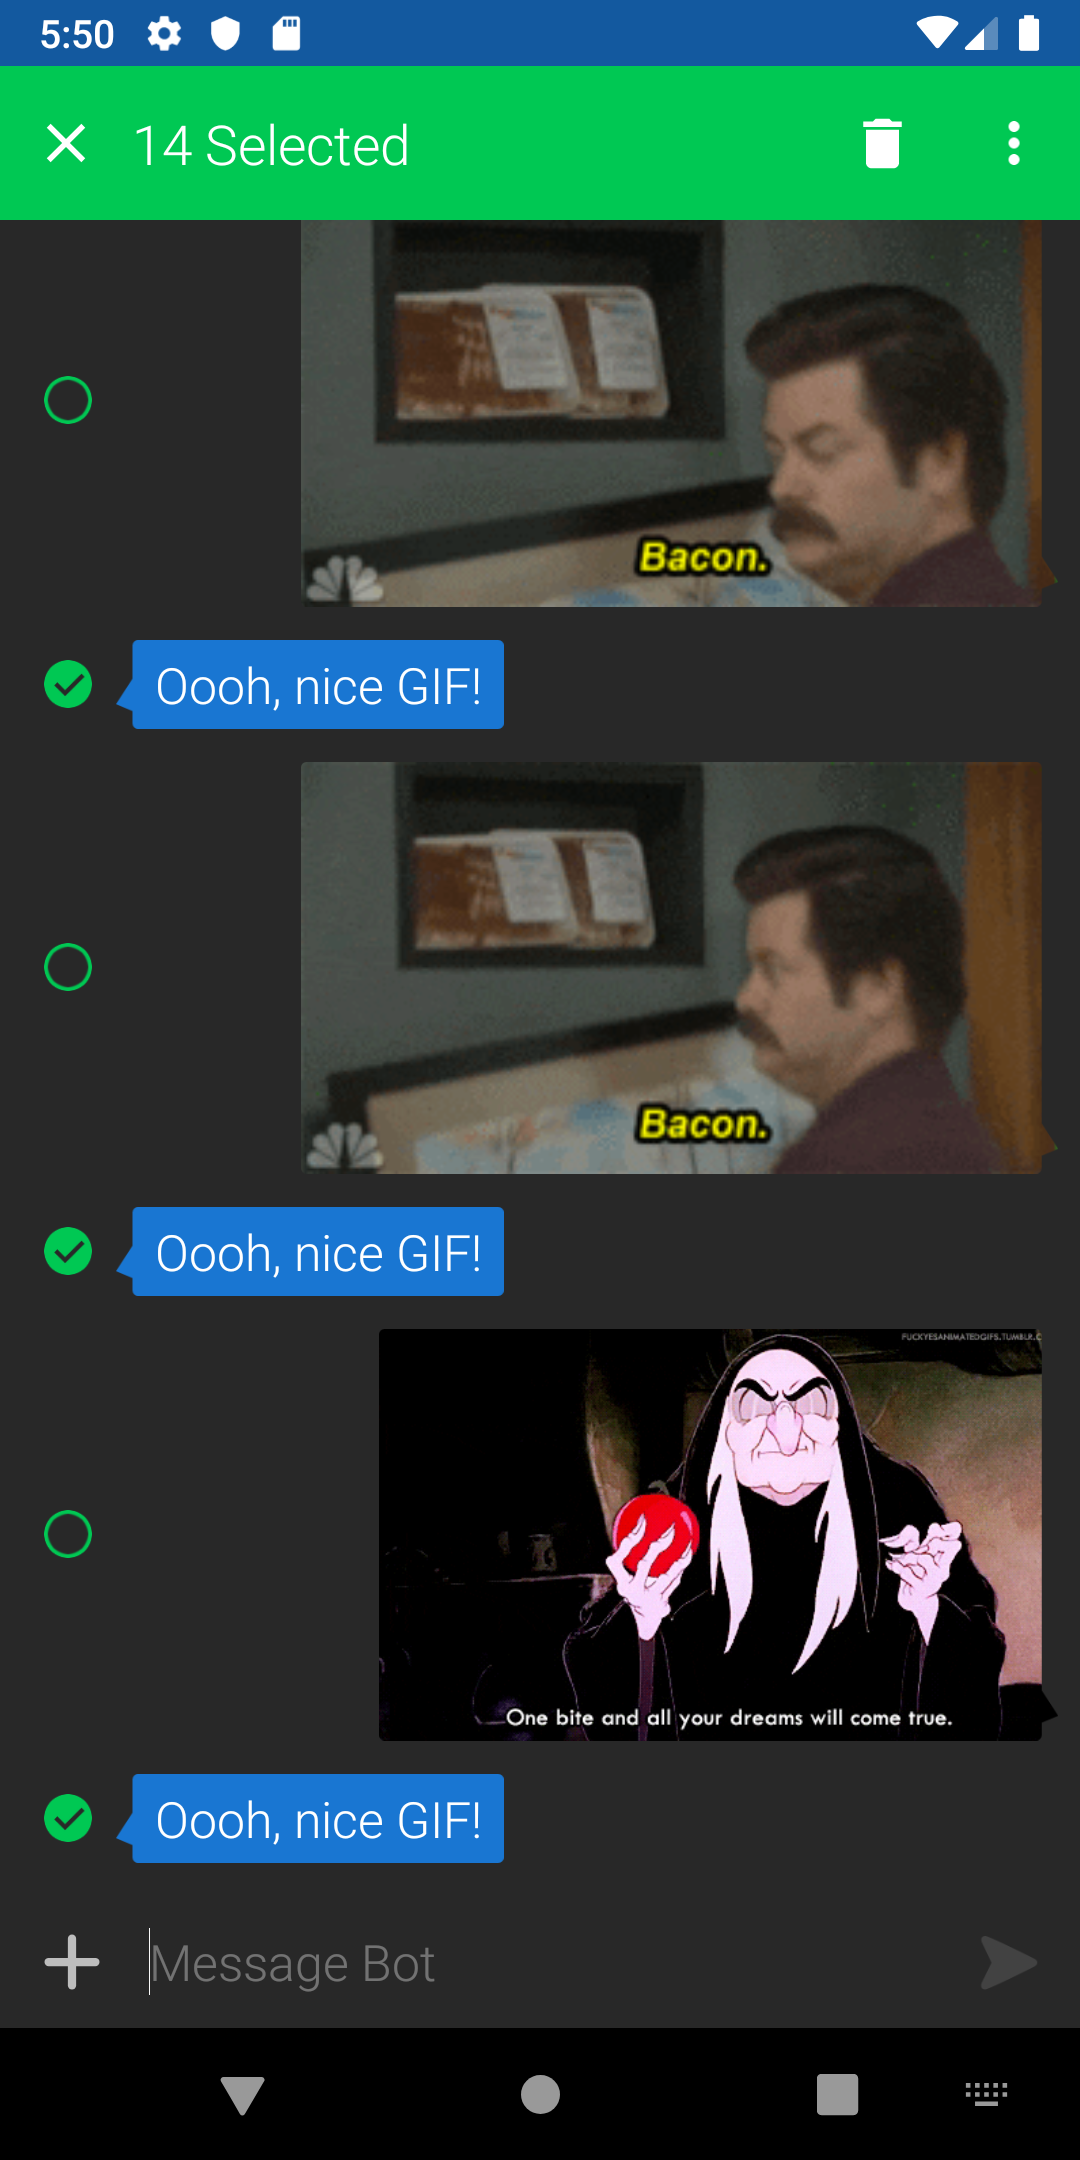 5:50
14 Selected
Bacon.
Oooh, nice GIF!
Bacon.
Oooh, nice GIF!
FUCKYESANIMATEDGIFS.TUMBLR.C
One bite and all your dreams will come true.
Oooh, nice GIF!
Message Bot